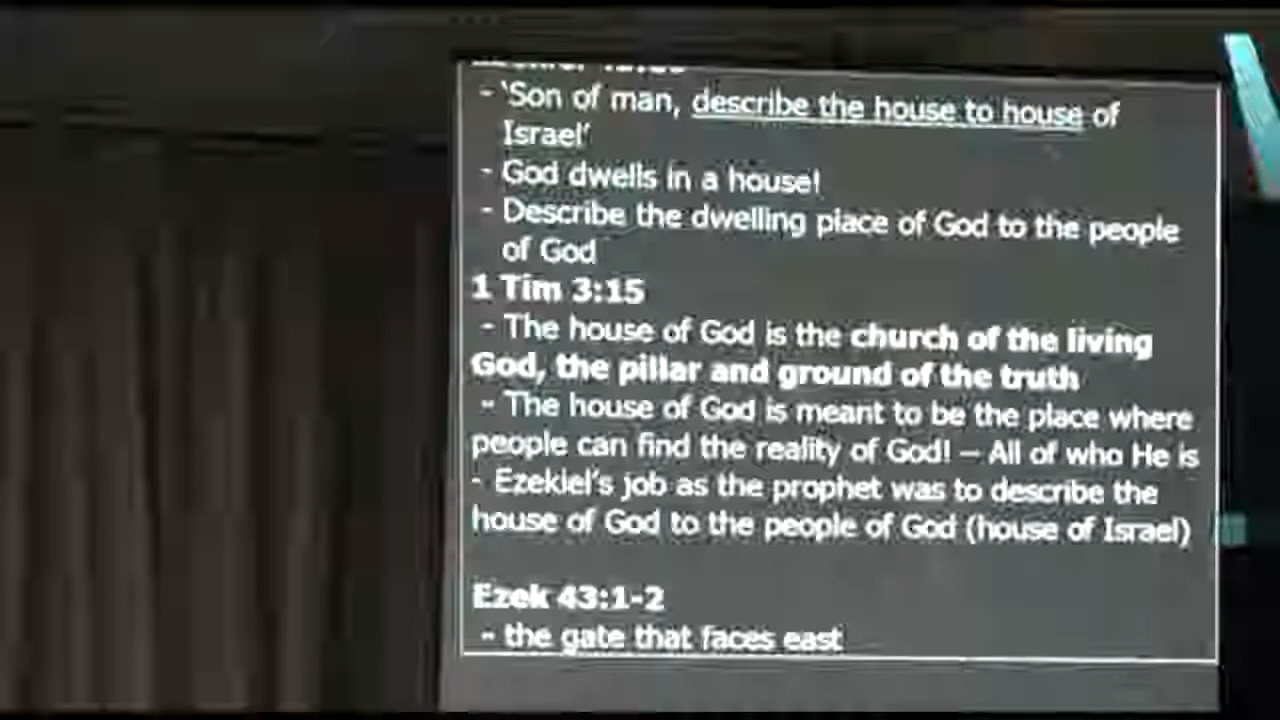 - ‘Son of man, describe the house to house of
Israel’
- God dwells in a house!
- Describe the dwelling place of God to the people
of God
1 Tim 3:15
- The house of God is the church of the living
God, the pillar and ground of the truth
- The house of God is meant to be the place where
people can find the reality of God! – All of who He is
- Ezekiel’s job as the prophet was to describe the
house of God to the people of God (house of Israel)
Ezek 43:1-2
- the gate that faces east